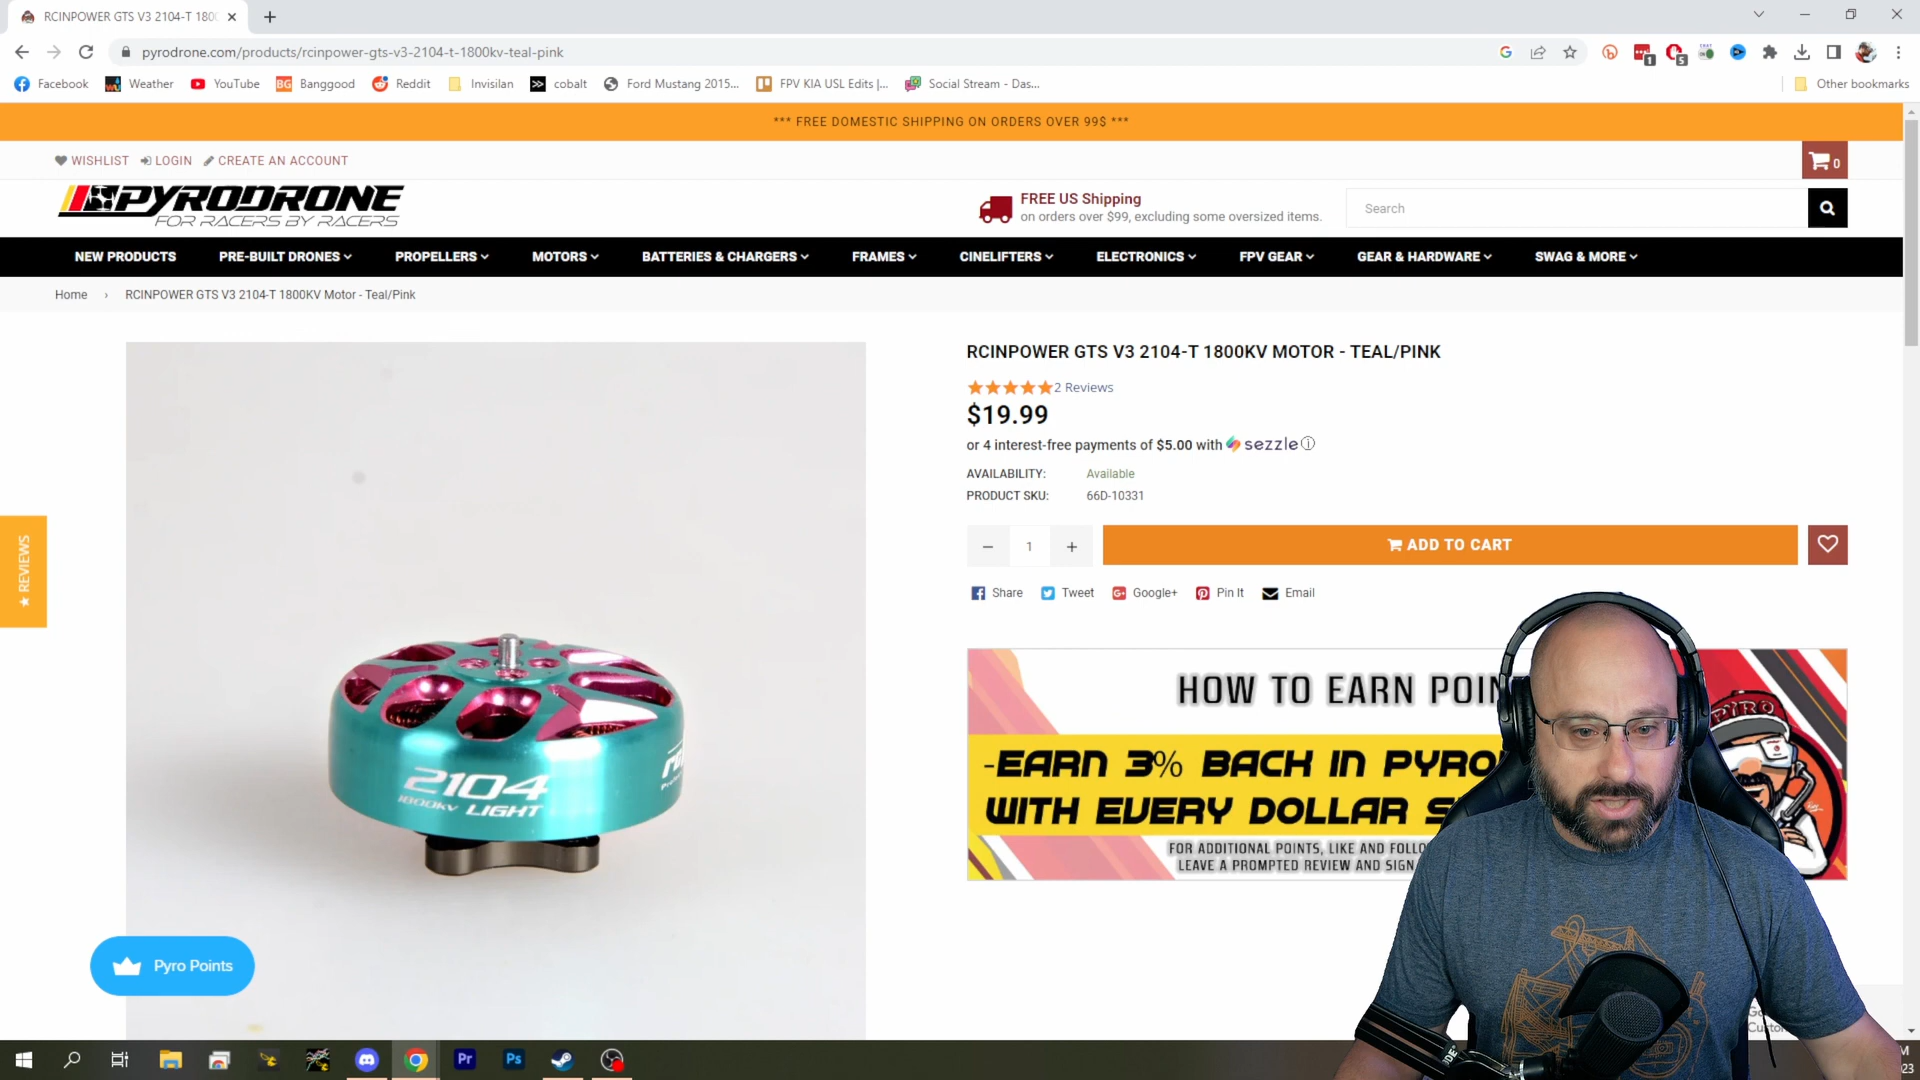 RCINPOWER GTS V3 2104-T 180
pyrodrone.com/products/rcinpower-gts-v3-2104-t-1800kv-teal-pink
Facebook Weather YouTube Banggood Reddit Invisilan cobalt Ford Mustang 2015... FPV KIA USL Edits |... Social Stream - Das... Other bookmarks
*** FREE DOMESTIC SHIPPING ON ORDERS OVER 99$ ***
WISHLIST LOGIN CREATE AN ACCOUNT
0
PYRODRONE
FOR RACERS BY RACERS
FREE US Shipping
on orders over $99, excluding some oversized items.
Search
NEW PRODUCTS PRE-BUILT DRONES PROPELLERS MOTORS BATTERIES & CHARGERS FRAMES CINELIFTERS ELECTRONICS FPV GEAR GEAR & HARDWARE SWAG & MORE
Home › RCINPOWER GTS V3 2104-T 1800KV Motor - Teal/Pink
RCINPOWER GTS V3 2104-T 1800KV MOTOR - TEAL/PINK
2 Reviews
$19.99
or 4 interest-free payments of $5.00 with sezzle
AVAILABILITY: Available
PRODUCT SKU: 66D-10331
− 1 + ADD TO CART
Share Tweet Google+ Pin It Email
★ REVIEWS
2104
1800KV LIGHT
HOW TO EARN POIN
-EARN 3% BACK IN PYRO
WITH EVERY DOLLAR S
FOR ADDITIONAL POINTS, LIKE AND FOLLO
LEAVE A PROMPTED REVIEW AND SIGN
PYRO
Pyro Points
Pr Ps